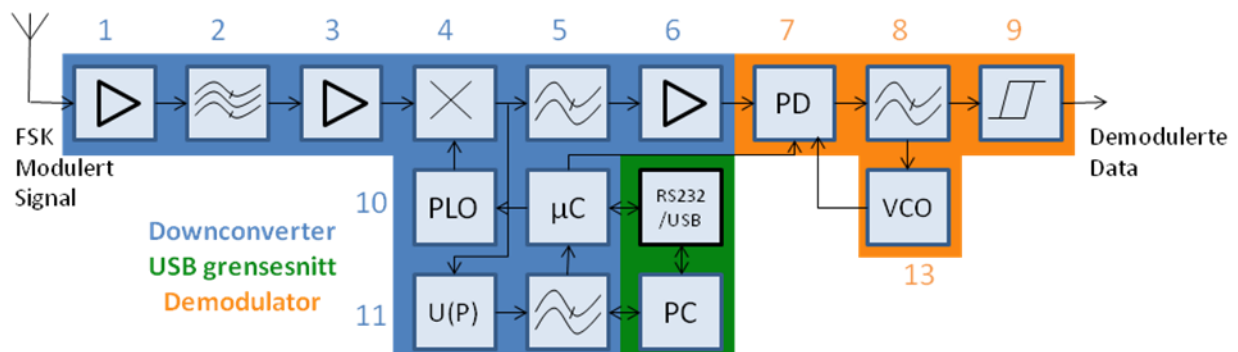 1
2
3
4
5
6
7
8
9
PD
FSK
Modulert
Signal
Demodulerte
Data
10
PLO
µC
RS232
/USB
VCO
Downconverter
USB grensesnitt
Demodulator
13
11
U(P)
PC